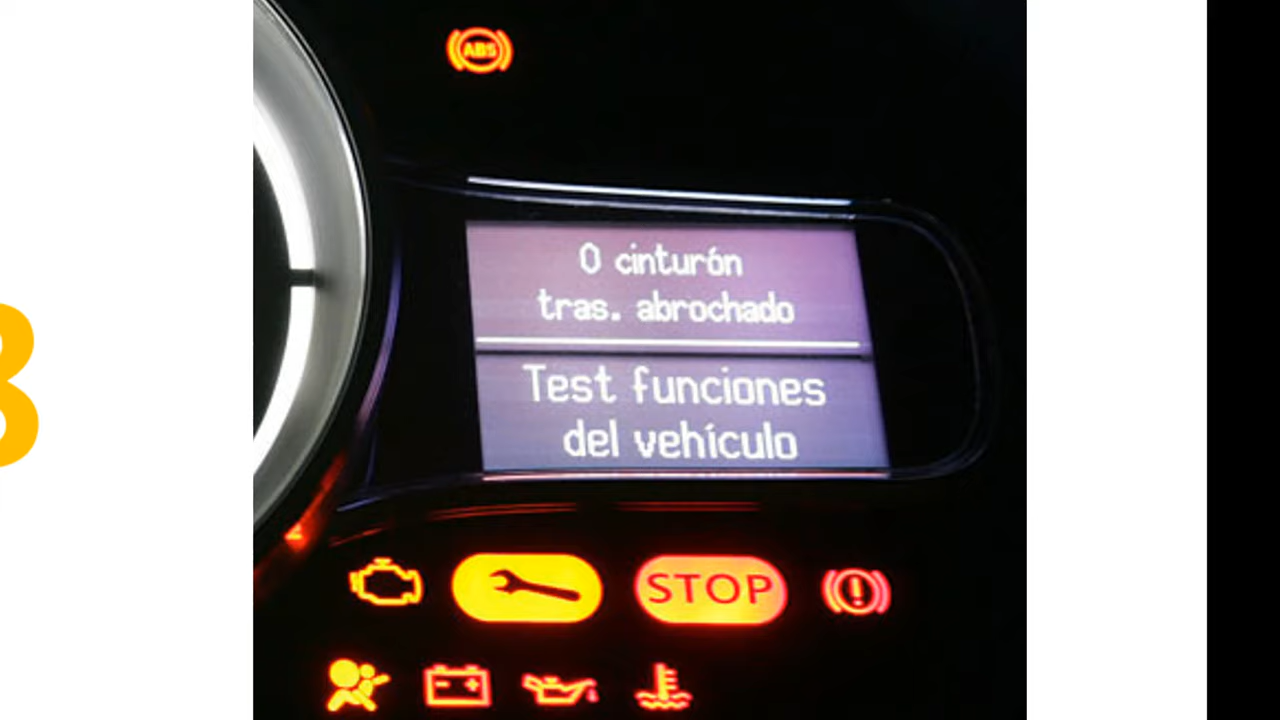 ABS
0 cinturón
tras. abrochado
Test funciones
del vehículo
STOP